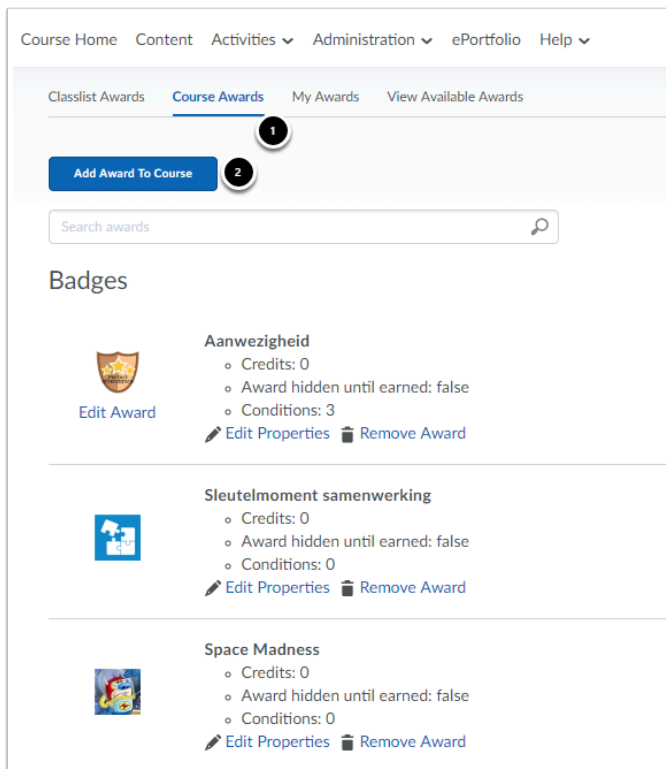 Course Home Content Activities Administration ePortfolio Help
Classlist Awards Course Awards My Awards View Available Awards
1
Add Award To Course 2
Search awards
Badges
Aanwezigheid
Credits: 0
Award hidden until earned: false
Conditions: 3
Edit Award
Edit Properties Remove Award
Sleutelmoment samenwerking
Credits: 0
Award hidden until earned: false
Conditions: 0
Edit Properties Remove Award
Space Madness
Credits: 0
Award hidden until earned: false
Conditions: 0
Edit Properties Remove Award